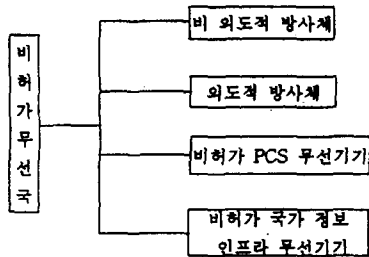 비허가무선국
비 의도적 방사체
의도적 방사체
비허가 PCS 무선기기
비허가 국가 정보
인프라 무선기기